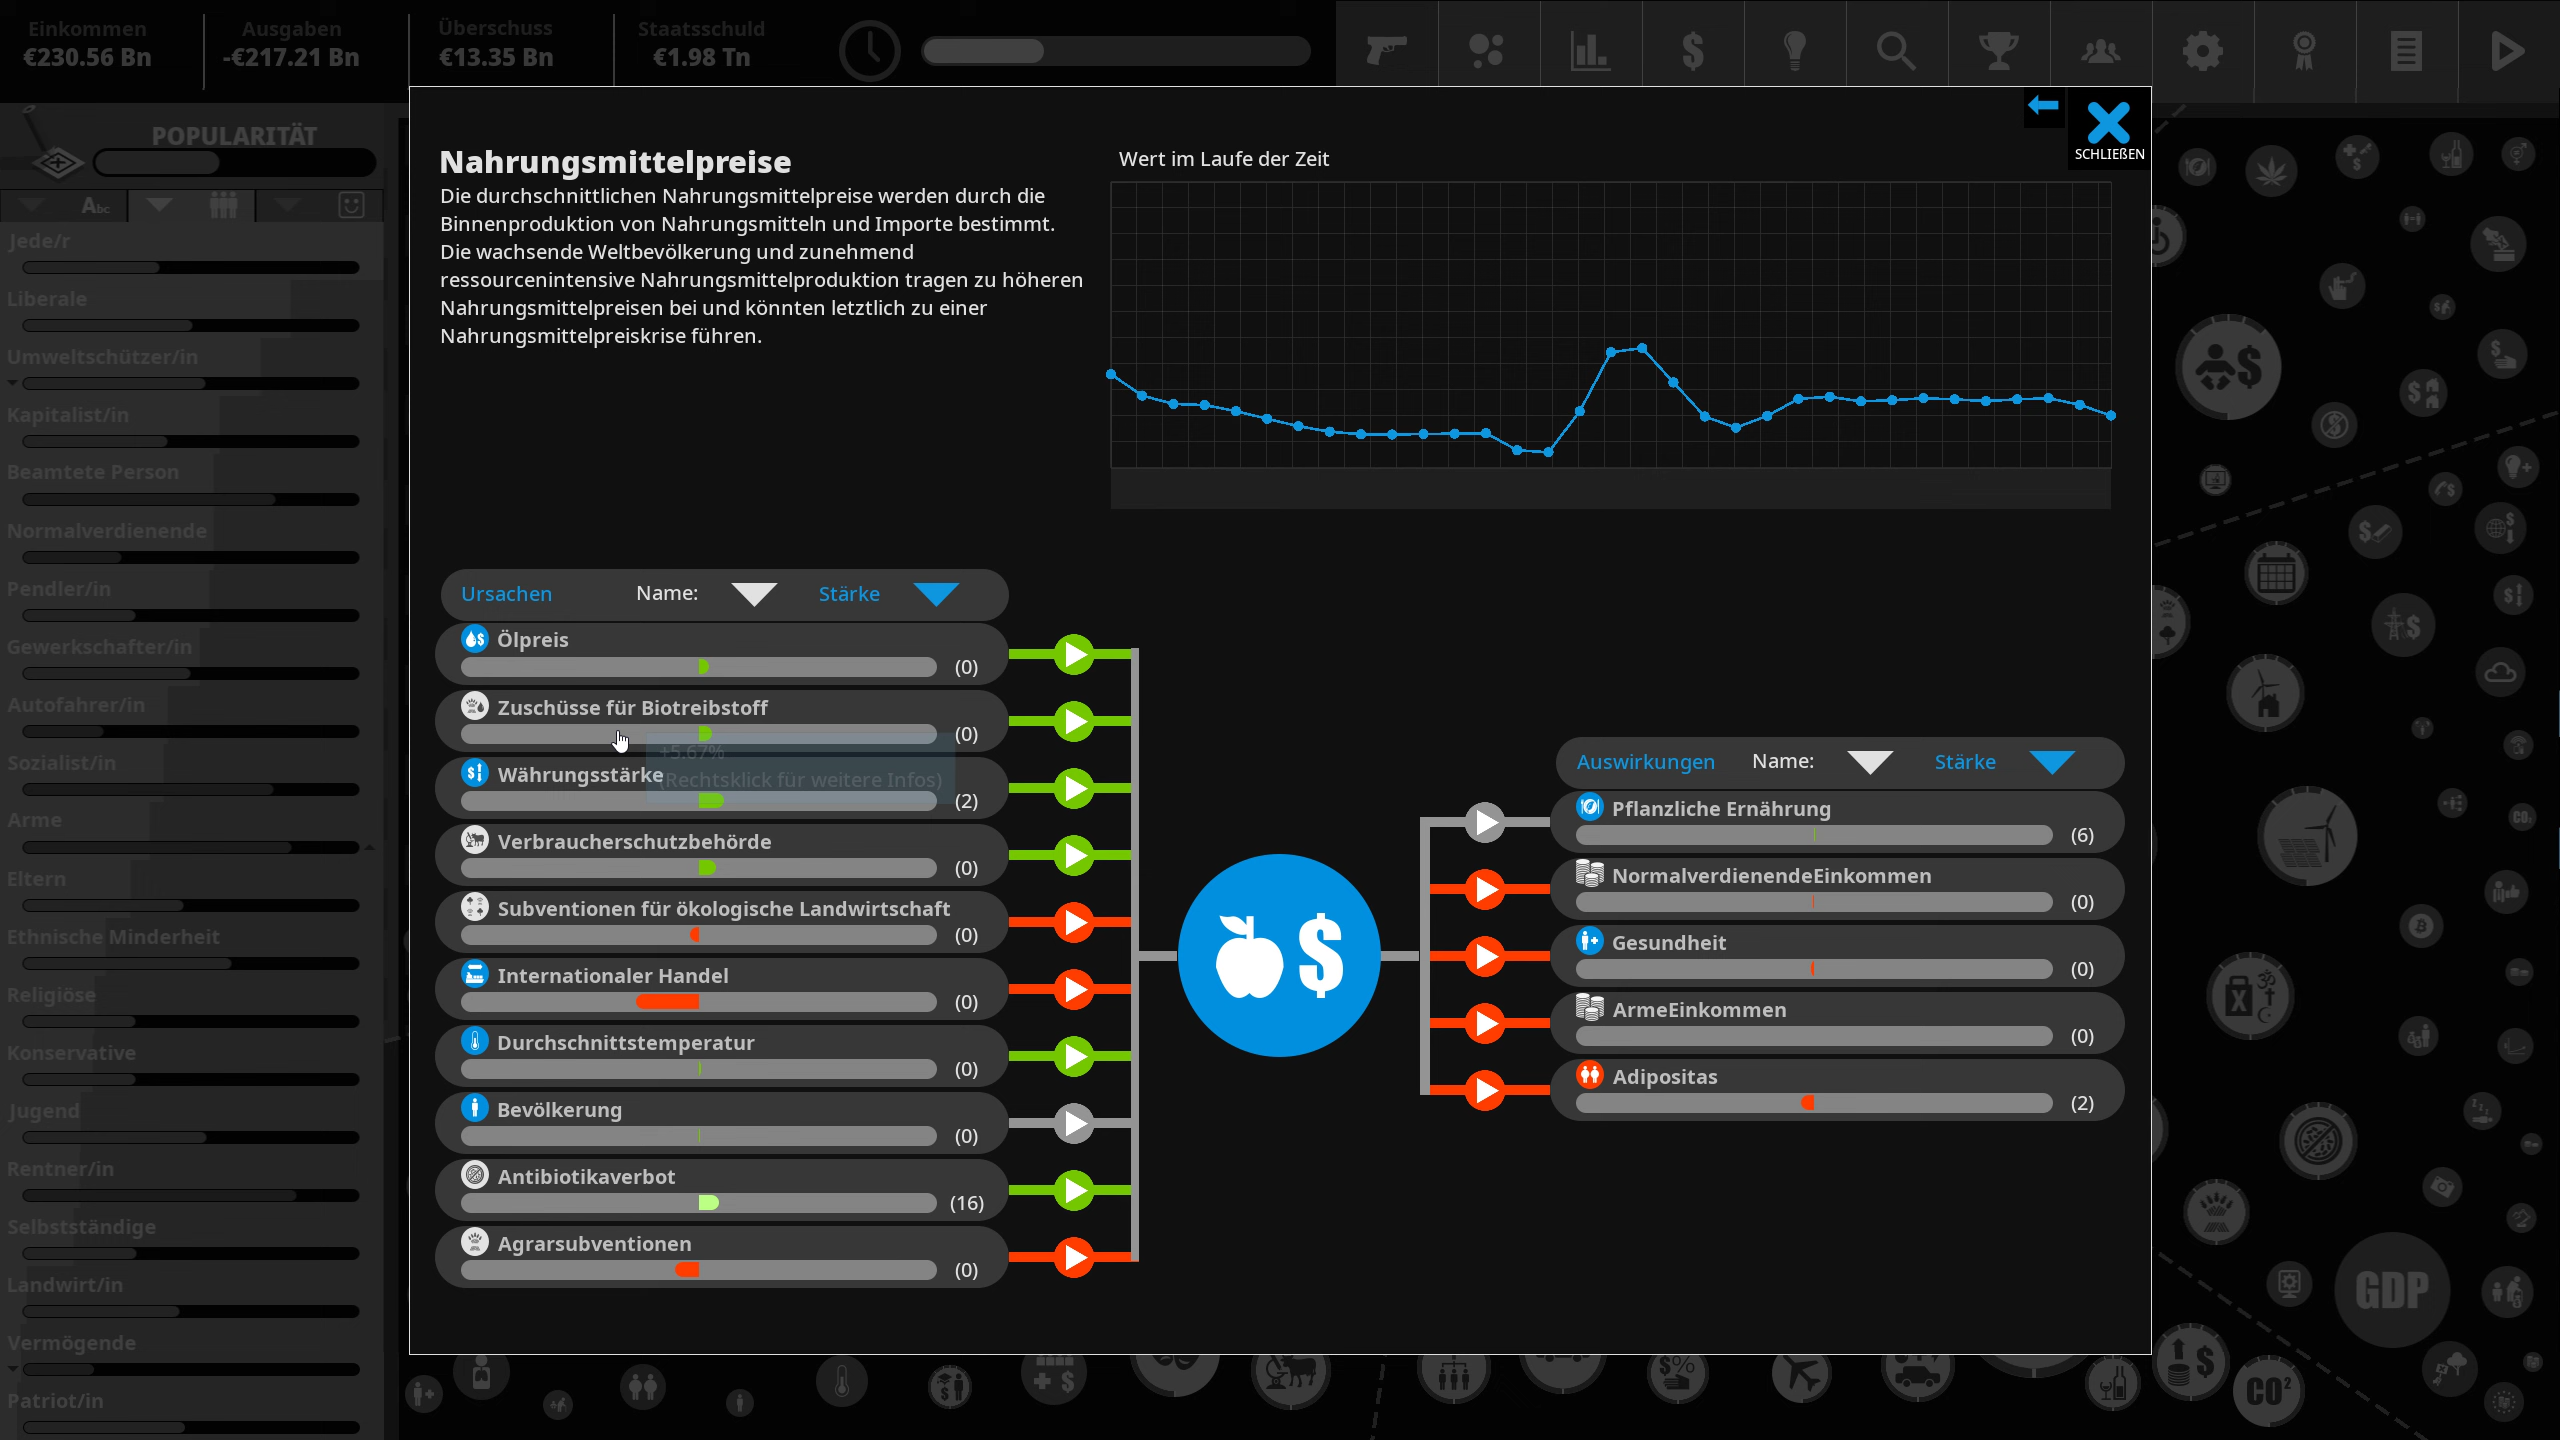 Einkommen
€230.56 Bn
Ausgaben
-€217.21 Bn
Überschuss
€13.35 Bn
Staatsschuld
€1.98 Tn
POPULARITÄT
Abc
Jede/r
Liberale
Umweltschützer/in
Kapitalist/in
Beamtete Person
Normalverdienende
Pendler/in
Gewerkschafter/in
Autofahrer/in
Sozialist/in
Arme
Eltern
Ethnische Minderheit
Religiöse
Konservative
Jugend
Rentner/in
Selbstständige
Landwirt/in
Vermögende
Patriot/in
SCHLIEßEN
Nahrungsmittelpreise
Die durchschnittlichen Nahrungsmittelpreise werden durch die
Binnenproduktion von Nahrungsmitteln und Importe bestimmt.
Die wachsende Weltbevölkerung und zunehmend
ressourcenintensive Nahrungsmittelproduktion tragen zu höheren
Nahrungsmittelpreisen bei und könnten letztlich zu einer
Nahrungsmittelpreiskrise führen.
Wert im Laufe der Zeit
Ursachen Name: Stärke
Ölpreis
(0)
Zuschüsse für Biotreibstoff
(0)
+5.67%
(Rechtsklick für weitere Infos)
Währungsstärke
(2)
Verbraucherschutzbehörde
(0)
Subventionen für ökologische Landwirtschaft
(0)
Internationaler Handel
(0)
Durchschnittstemperatur
(0)
Bevölkerung
(0)
Antibiotikaverbot
(16)
Agrarsubventionen
(0)
$
Auswirkungen Name: Stärke
Pflanzliche Ernährung
(6)
NormalverdienendeEinkommen
(0)
Gesundheit
(0)
ArmeEinkommen
(0)
Adipositas
(2)
GDP
CO²